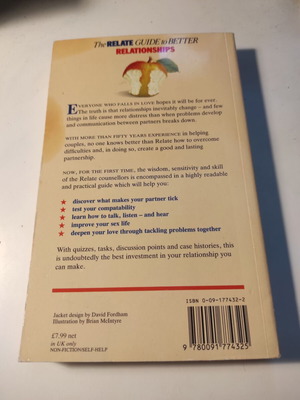 The RELATE GUIDE to BETTER
RELATIONSHIPS
EVERYONE WHO FALLS IN LOVE hopes it will be for ever.
The truth is that relationships inevitably change – and few
things in life cause more distress than when problems develop
and communication between partners breaks down.
WITH MORE THAN FIFTY YEARS EXPERIENCE in helping
couples, no one knows better than Relate how to overcome
difficulties and, in doing so, create a good and lasting
partnership.
NOW, FOR THE FIRST TIME, the wisdom, sensitivity and skill
of the Relate counsellors is encompassed in a highly readable
and practical guide which will help you:
★ discover what makes your partner tick
★ test your compatability
★ learn how to talk, listen – and hear
★ improve your sex life
★ deepen your love through tackling problems together
With quizzes, tasks, discussion points and case histories, this
is undoubtedly the best investment in your relationship you
can make.
Jacket design by David Fordham
Illustration by Brian McIntyre
£7.99 net
in UK only
NON-FICTION/SELF-HELP
ISBN 0-09-177432-2
9 780091 774325